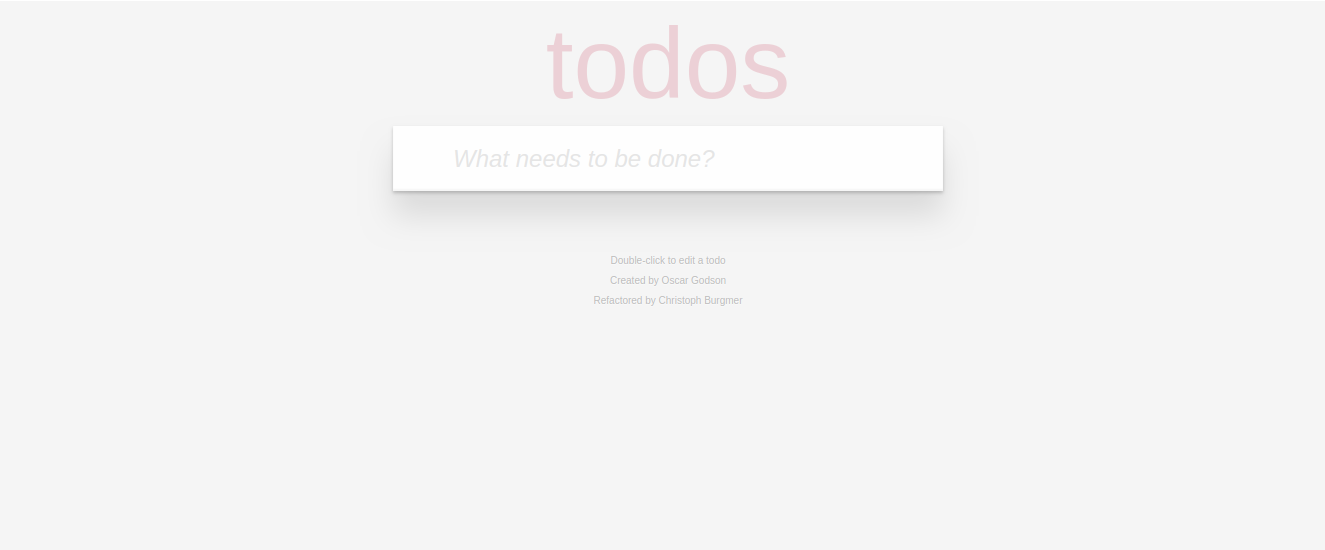 todos
What needs to be done?
Double-click to edit a todo
Created by Oscar Godson
Refactored by Christoph Burgmer